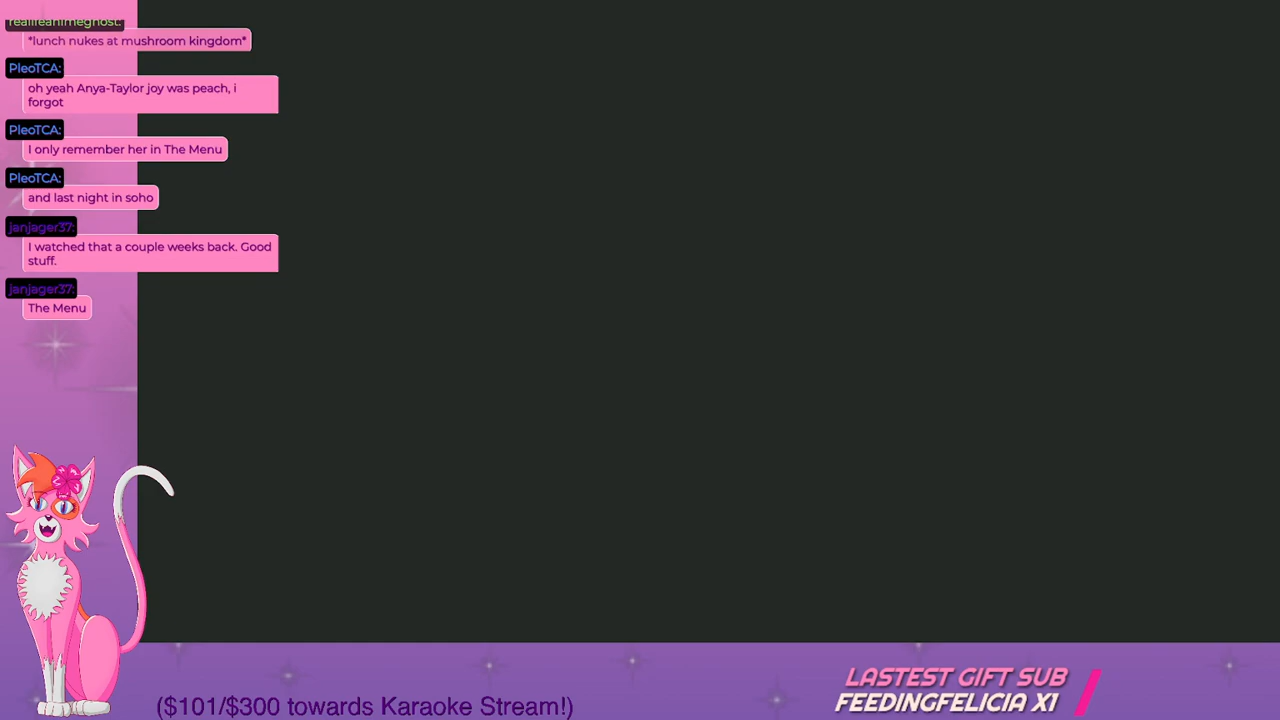 reallifeanimeghost:
*lunch nukes at mushroom kingdom*
PleoTCA:
oh yeah Anya-Taylor joy was peach, i
forgot
PleoTCA:
I only remember her in The Menu
PleoTCA:
and last night in soho
janjager37:
I watched that a couple weeks back. Good
stuff.
janjager37:
The Menu
($101/$300 towards Karaoke Stream!)
LASTEST GIFT SUB
FEEDINGFELICIA X1